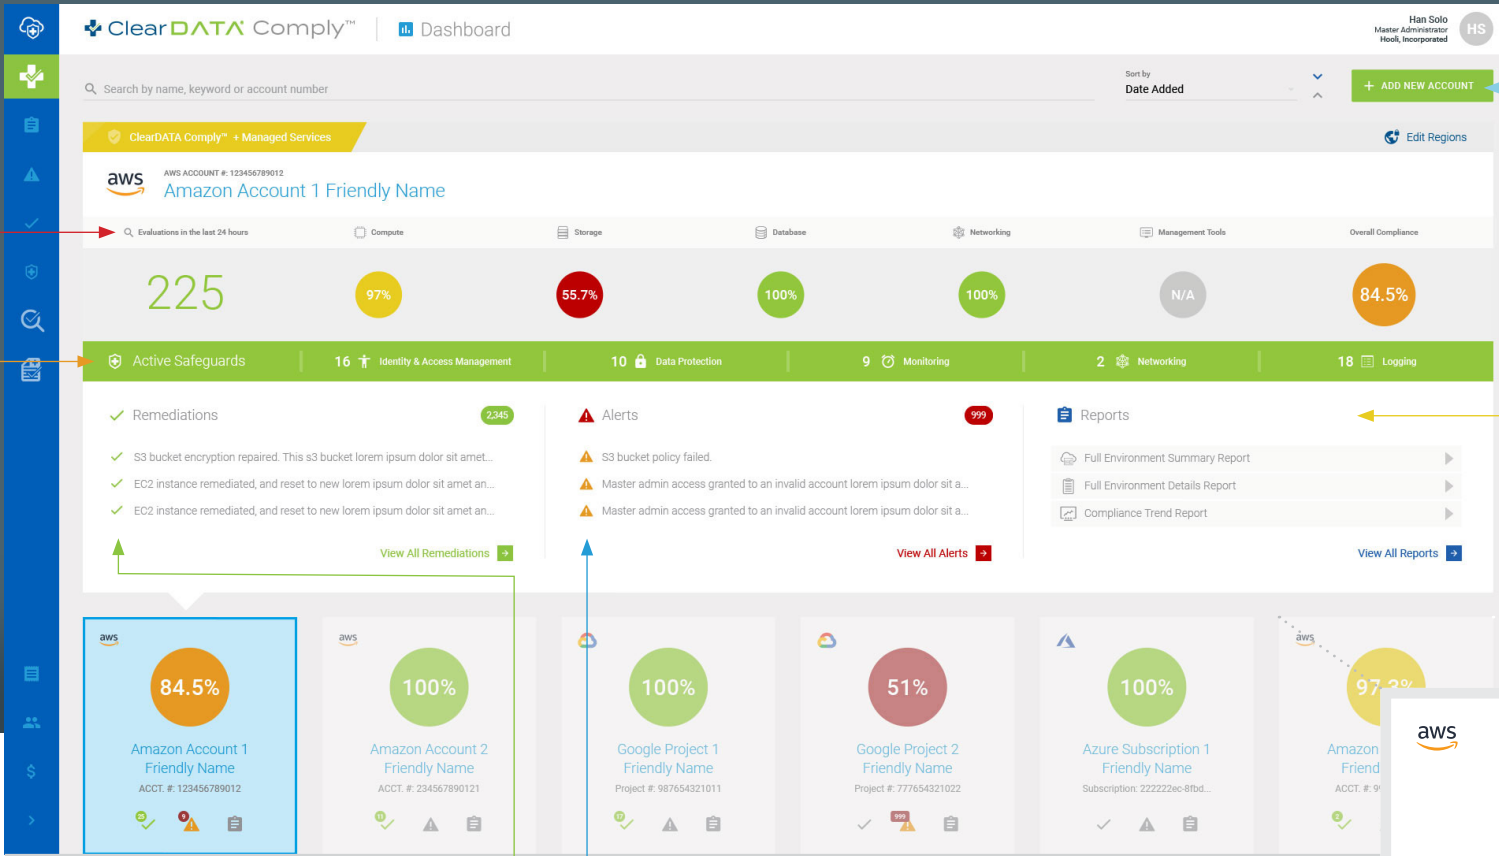 ClearDATA Comply™
Dashboard
Han Solo
Master Administrator
Hooli, Incorporated
HS
Search by name, keyword or account number
Sort by
Date Added
+ ADD NEW ACCOUNT
ClearDATA Comply™ + Managed Services
Edit Regions
aws
AWS ACCOUNT #: 123456789012
Amazon Account 1 Friendly Name
Evaluations in the last 24 hours
Compute
Storage
Database
Networking
Management Tools
Overall Compliance
225
97%
55.7%
100%
100%
N/A
84.5%
Active Safeguards
16 Identity & Access Management
10 Data Protection
9 Monitoring
2 Networking
18 Logging
Remediations
2,345
S3 bucket encryption repaired. This s3 bucket lorem ipsum dolor sit amet...
EC2 instance remediated, and reset to new lorem ipsum dolor sit amet an...
EC2 instance remediated, and reset to new lorem ipsum dolor sit amet an...
View All Remediations
Alerts
999
S3 bucket policy failed.
Master admin access granted to an invalid account lorem ipsum dolor sit a...
Master admin access granted to an invalid account lorem ipsum dolor sit a...
View All Alerts
Reports
Full Environment Summary Report
Full Environment Details Report
Compliance Trend Report
View All Reports
aws
84.5%
Amazon Account 1
Friendly Name
ACCT. #: 123456789012
25
9
aws
100%
Amazon Account 2
Friendly Name
ACCT. #: 234567890121
11
100%
Google Project 1
Friendly Name
Project #: 987654321011
17
51%
Google Project 2
Friendly Name
Project #: 777654321022
999
100%
Azure Subscription 1
Friendly Name
Subscription: 222222ec-8fbd...
aws
97.3%
Amazon
Friend
ACCT. #: 9
2
aws